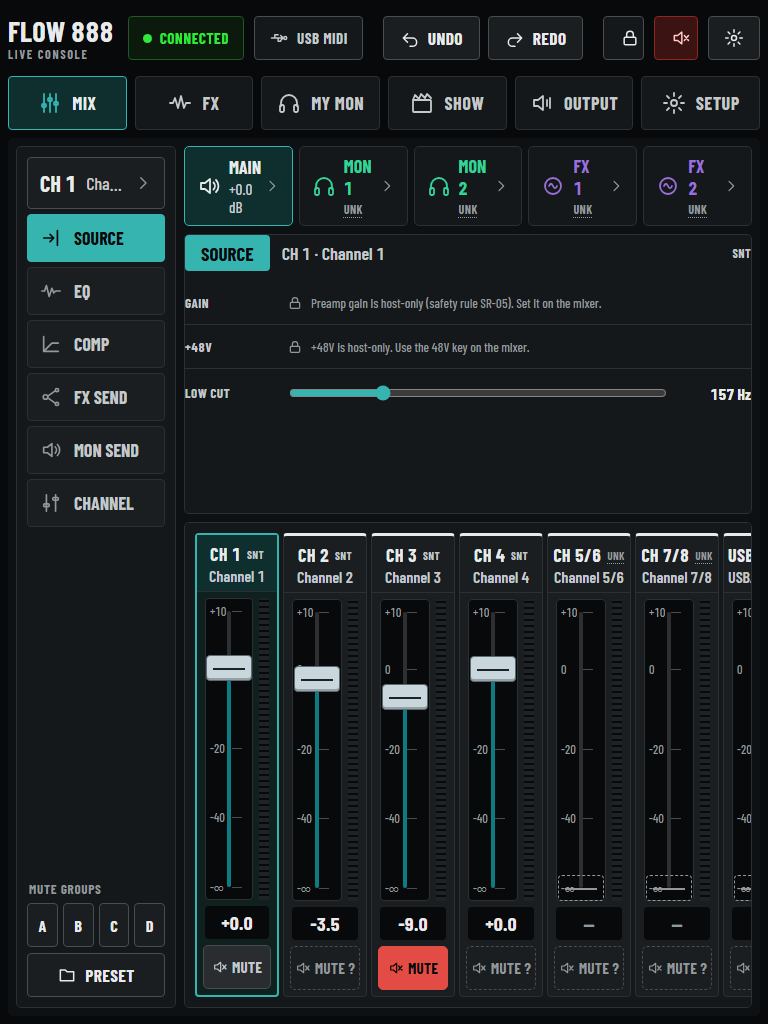 FLOW 888
LIVE CONSOLE
CONNECTED
USB MIDI
UNDO
REDO
MIX
FX
MY MON
SHOW
OUTPUT
SETUP
CH 1 Cha...
SOURCE
EQ
COMP
FX SEND
MON SEND
CHANNEL
MUTE GROUPS
A B C D
PRESET
MAIN
+0.0
dB
MON
1
UNK
MON
2
UNK
FX
1
UNK
FX
2
UNK
SOURCE CH 1 · Channel 1 SNT
GAIN Preamp gain is host-only (safety rule SR-05). Set it on the mixer.
+48V +48V is host-only. Use the 48V key on the mixer.
LOW CUT 157 Hz
CH 1 SNT
Channel 1
+10
-20
-40
-∞
+0.0
MUTE
CH 2 SNT
Channel 2
+10
-20
-40
-∞
-3.5
MUTE ?
CH 3 SNT
Channel 3
+10
0
-20
-40
-∞
-9.0
MUTE
CH 4 SNT
Channel 4
+10
-20
-40
-∞
+0.0
MUTE ?
CH 5/6 UNK
Channel 5/6
+10
0
-20
-40
-∞
–
MUTE ?
CH 7/8 UNK
Channel 7/8
+10
0
-20
-40
-∞
–
MUTE ?
USB
USB
+10
0
-20
-40
-∞